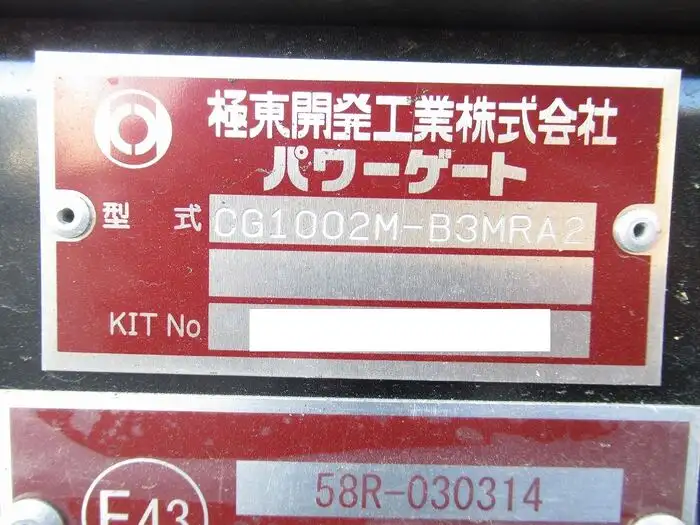 極東開発工業株式会社
パワーゲート
型式 CG1002M-B3MRA2
KIT No
58R-030314
E43